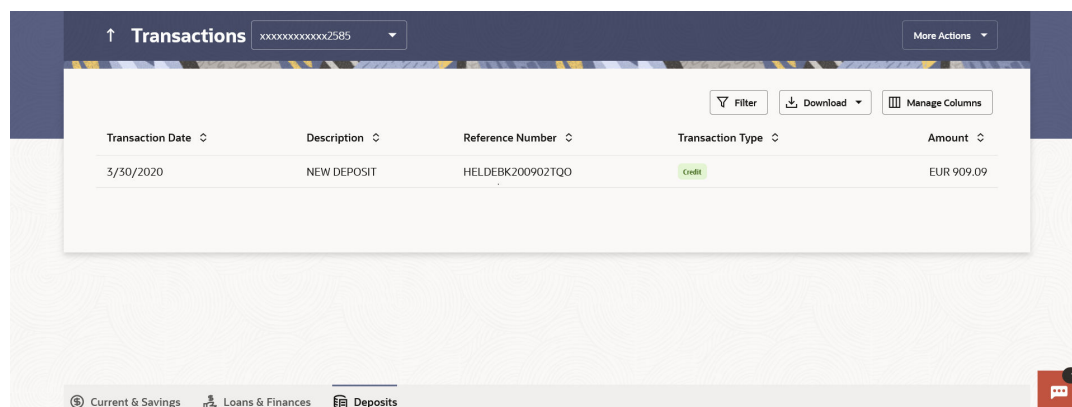 Transactions xxxxxxxxxxxx2585 More Actions
Filter Download Manage Columns
Transaction Date Description Reference Number Transaction Type Amount
3/30/2020 NEW DEPOSIT HELDEBK200902TQO Credit EUR 909.09
Current & Savings Loans & Finances Deposits